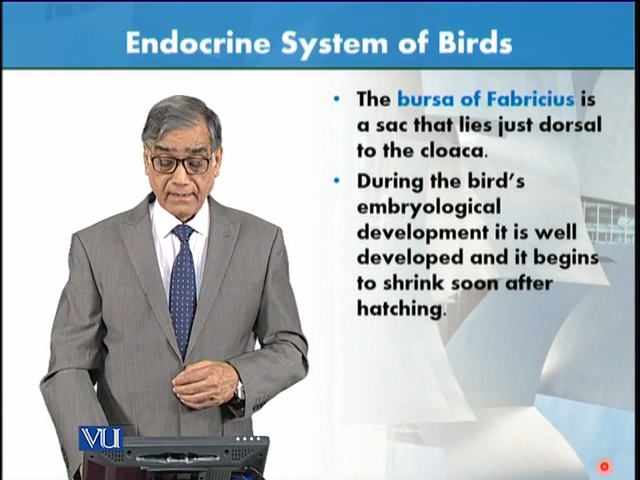 Endocrine System of Birds
• The bursa of Fabricius is
a sac that lies just dorsal
to the cloaca.
• During the bird's
embryological
development it is well
developed and it begins
to shrink soon after
hatching.
VU